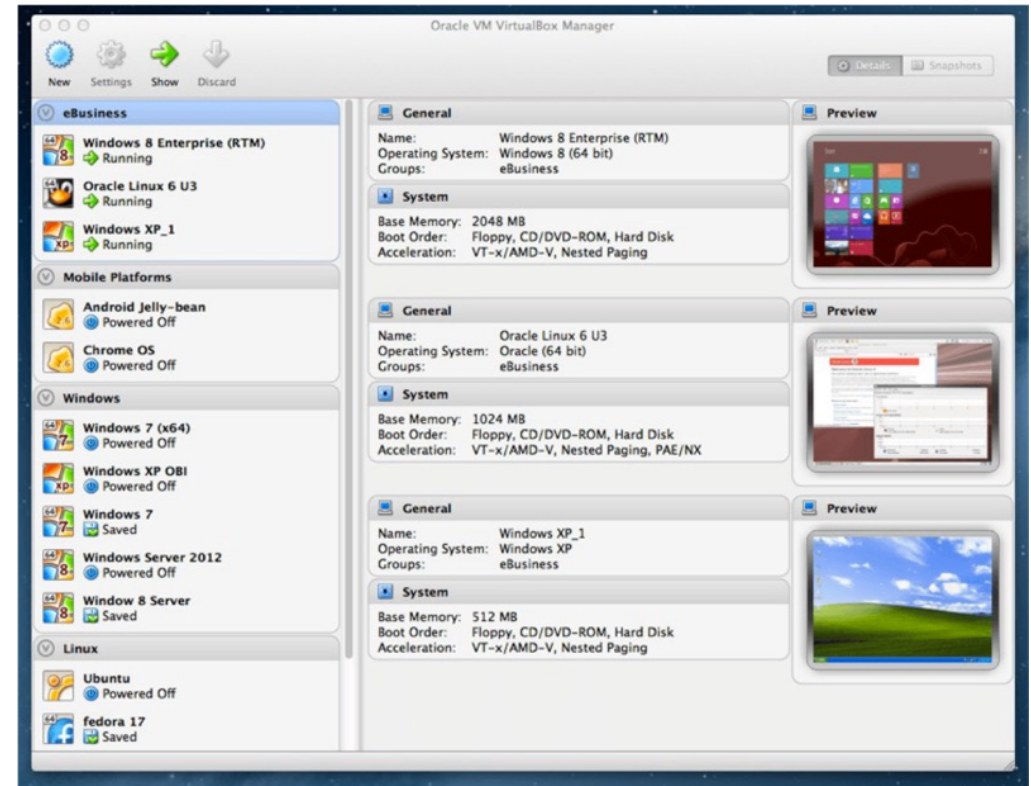 Oracle VM VirtualBox Manager
New Settings Show Discard
Details Snapshots
eBusiness
Windows 8 Enterprise (RTM)
Running
Oracle Linux 6 U3
Running
Windows XP_1
Running
Mobile Platforms
Android Jelly-bean
Powered Off
Chrome OS
Powered Off
Windows
Windows 7 (x64)
Powered Off
Windows XP OBI
Powered Off
Windows 7
Saved
Windows Server 2012
Powered Off
Window 8 Server
Saved
Linux
Ubuntu
Powered Off
fedora 17
Saved
General
Name: Windows 8 Enterprise (RTM)
Operating System: Windows 8 (64 bit)
Groups: eBusiness
System
Base Memory: 2048 MB
Boot Order: Floppy, CD/DVD-ROM, Hard Disk
Acceleration: VT-x/AMD-V, Nested Paging
Preview
General
Name: Oracle Linux 6 U3
Operating System: Oracle (64 bit)
Groups: eBusiness
System
Base Memory: 1024 MB
Boot Order: Floppy, CD/DVD-ROM, Hard Disk
Acceleration: VT-x/AMD-V, Nested Paging, PAE/NX
Preview
General
Name: Windows XP_1
Operating System: Windows XP
Groups: eBusiness
System
Base Memory: 512 MB
Boot Order: Floppy, CD/DVD-ROM, Hard Disk
Acceleration: VT-x/AMD-V, Nested Paging
Preview